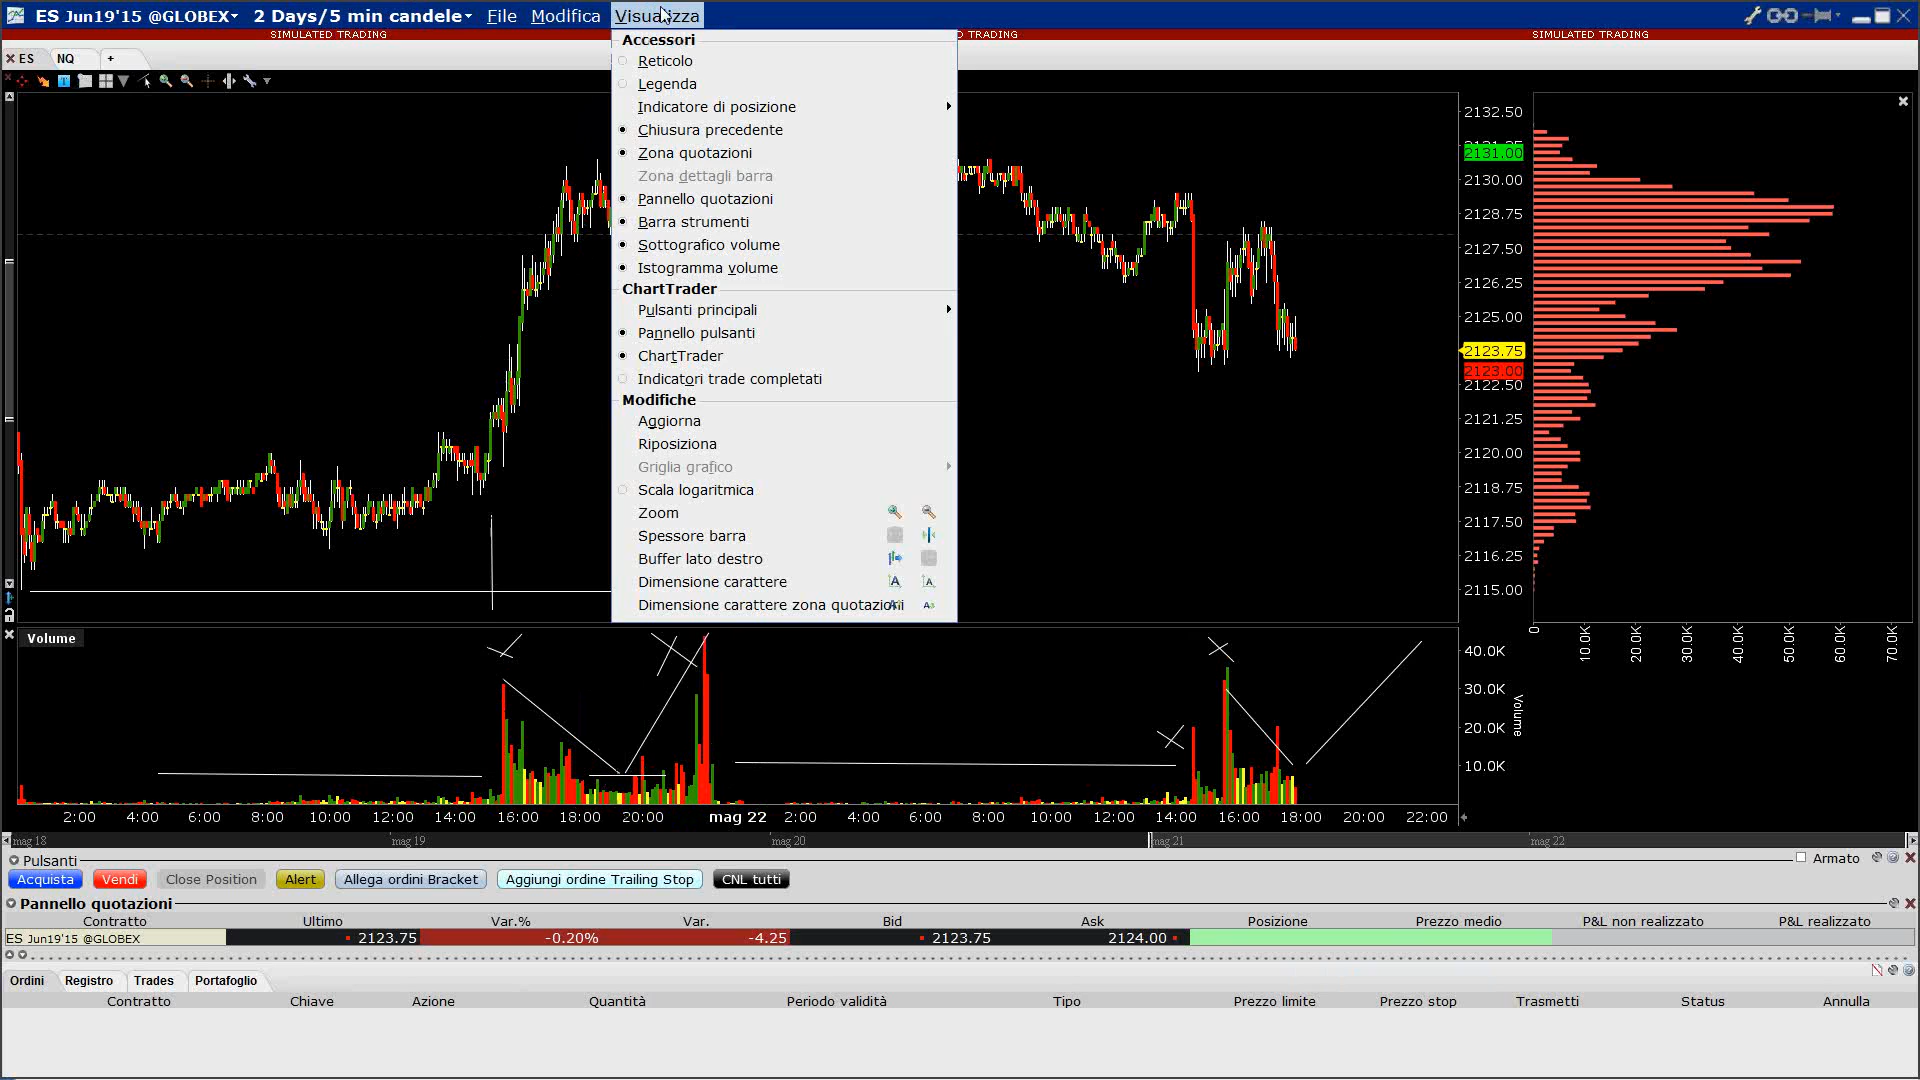 ES Jun19'15 @GLOBEX 2 Days/5 min candele File Modifica Visualizza
SIMULATED TRADING
D TRADING
SIMULATED TRADING
ES NQ +
Accessori
Reticolo
Legenda
Indicatore di posizione
Chiusura precedente
Zona quotazioni
Zona dettagli barra
Pannello quotazioni
Barra strumenti
Sottografico volume
Istogramma volume
ChartTrader
Pulsanti principali
Pannello pulsanti
ChartTrader
Indicatori trade completati
Modifiche
Aggiorna
Riposiziona
Griglia grafico
Scala logaritmica
Zoom
Spessore barra
Buffer lato destro
Dimensione carattere
Dimensione carattere zona quotazioni
2132.50
2131.00
2130.00
2128.75
2127.50
2126.25
2125.00
2123.75
2123.00
2122.50
2121.25
2120.00
2118.75
2117.50
2116.25
2115.00
0 10.0K 20.0K 30.0K 40.0K 50.0K 60.0K 70.0K
Volume
40.0K
30.0K
20.0K
10.0K
Volume
2:00 4:00 6:00 8:00 10:00 12:00 14:00 16:00 18:00 20:00 mag 22 2:00 4:00 6:00 8:00 10:00 12:00 14:00 16:00 18:00 20:00 22:00
mag 18 mag 19 mag 20 mag 21 mag 22
Pulsanti Armato
Acquista Vendi Close Position Alert Allega ordini Bracket Aggiungi ordine Trailing Stop CNL tutti
Pannello quotazioni
Contratto Ultimo Var.% Var. Bid Ask Posizione Prezzo medio P&L non realizzato P&L realizzato
ES Jun19'15 @GLOBEX 2123.75 -0.20% -4.25 2123.75 2124.00
Ordini Registro Trades Portafoglio
Contratto Chiave Azione Quantità Periodo validità Tipo Prezzo limite Prezzo stop Trasmetti Status Annulla